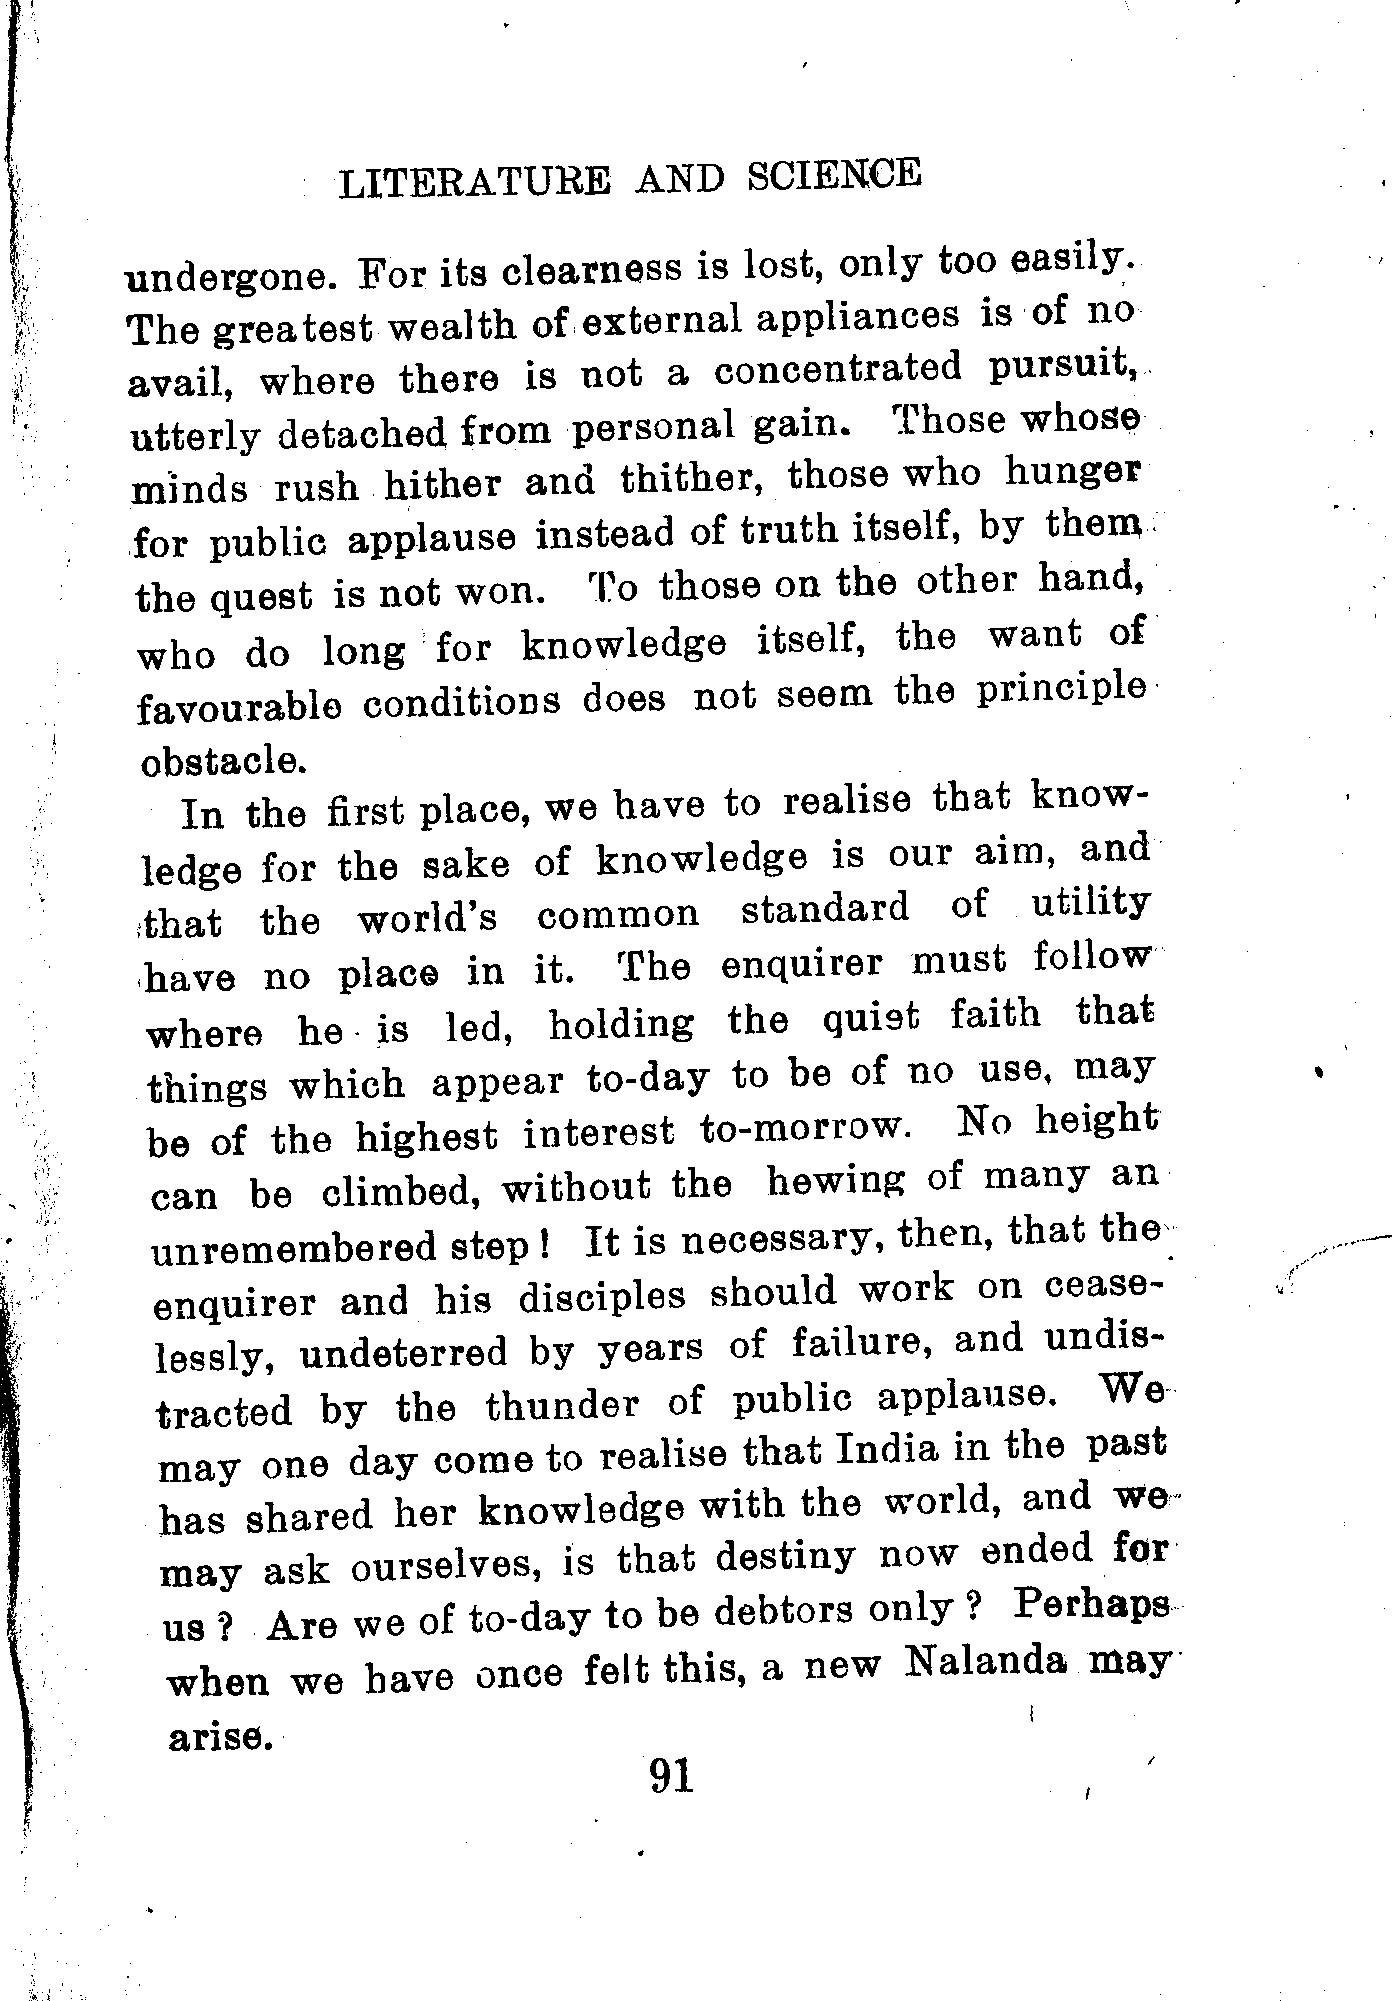 LITERATURE AND SCIENCE
undergone. For its clearness is lost, only too easily.
The greatest wealth of external appliances is of no
avail, where there is not a concentrated pursuit,
utterly detached from personal gain. Those whose
minds rush hither and thither, those who hunger
for public applause instead of truth itself, by them
the quest is not won. To those on the other hand,
who do long for knowledge itself, the want of
favourable conditions does not seem the principle
obstacle.
In the first place, we have to realise that know-
ledge for the sake of knowledge is our aim, and
that the world's common standard of utility
have no place in it. The enquirer must follow
where he is led, holding the quiet faith that
things which appear to-day to be of no use, may
be of the highest interest to-morrow. No height
can be climbed, without the hewing of many an
unremembered step! It is necessary, then, that the
enquirer and his disciples should work on cease-
lessly, undeterred by years of failure, and undis-
tracted by the thunder of public applause. We
may one day come to realise that India in the past
has shared her knowledge with the world, and we
may ask ourselves, is that destiny now ended for
us? Are we of to-day to be debtors only? Perhaps
when we have once felt this, a new Nalanda may
arise.
91